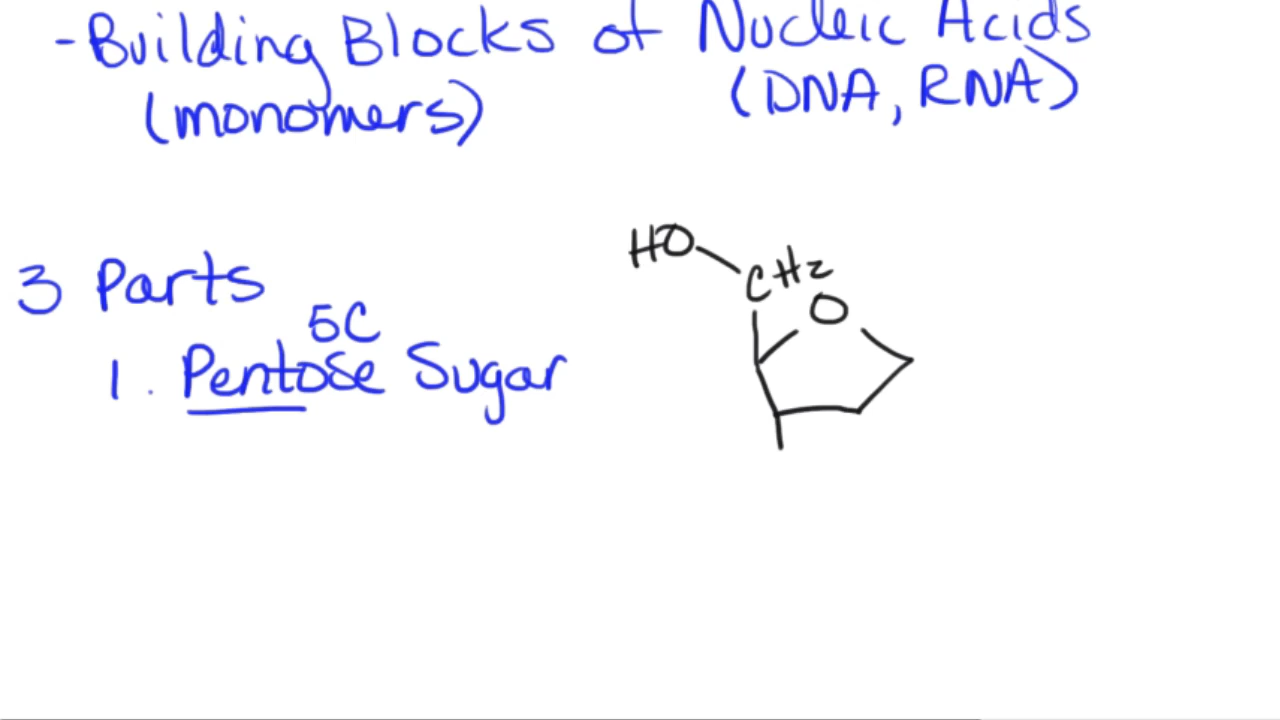 -Building Blocks of Nucleic Acids
(monomers) (DNA, RNA)
3 Parts
5C
1. Pentose Sugar
HO
CH2
O